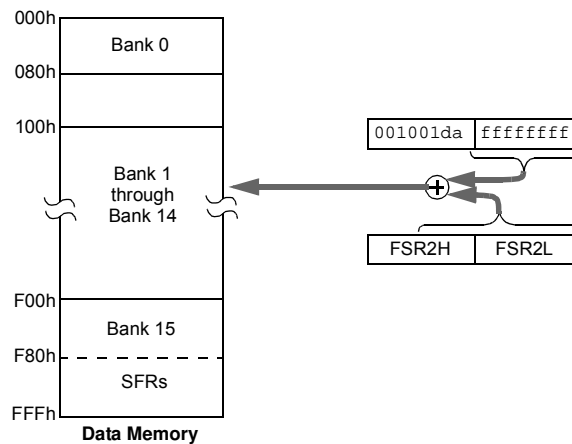 000h
Bank 0
080h
100h
001001da ffffffff
Bank 1
through
Bank 14
FSR2H FSR2L
F00h
Bank 15
F80h
SFRs
FFFh
Data Memory